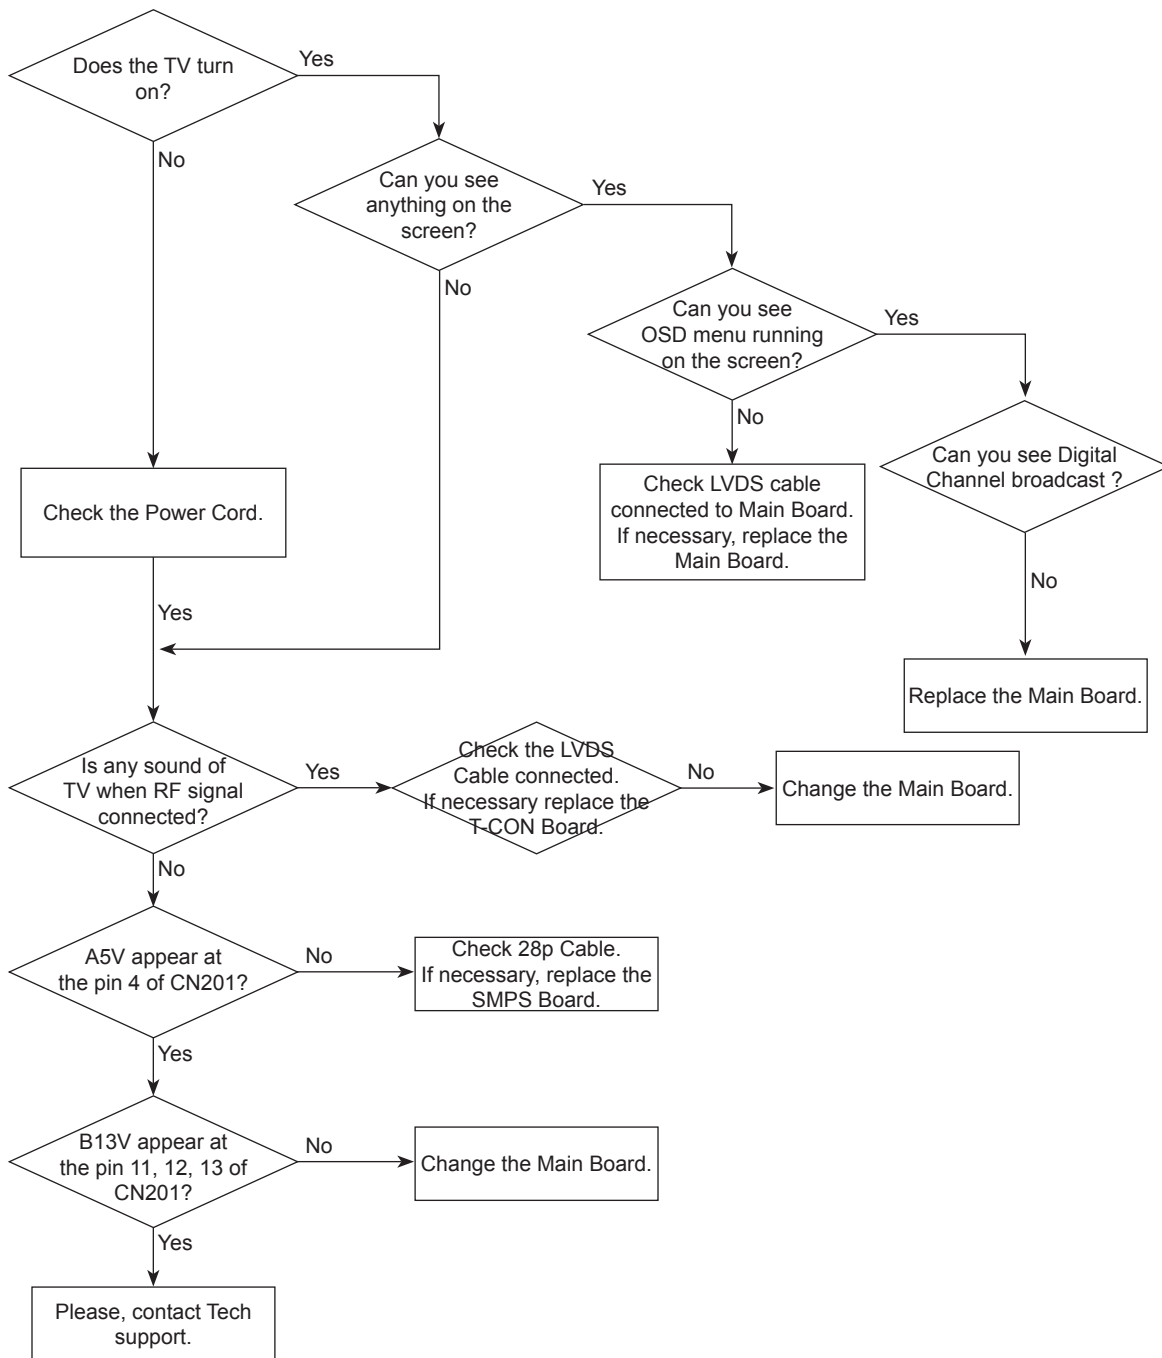 Does the TV turn
on?
Yes
No
Can you see
anything on the
screen?
Yes
No
Can you see
OSD menu running
on the screen?
Yes
No
Can you see Digital
Channel broadcast ?
No
Check the Power Cord.
Yes
Check LVDS cable
connected to Main Board.
If necessary, replace the
Main Board.
Replace the Main Board.
Is any sound of
TV when RF signal
connected?
Yes
No
Check the LVDS
Cable connected.
If necessary replace the
T-CON Board.
No
Change the Main Board.
A5V appear at
the pin 4 of CN201?
No
Yes
Check 28p Cable.
If necessary, replace the
SMPS Board.
B13V appear at
the pin 11, 12, 13 of
CN201?
No
Yes
Change the Main Board.
Please, contact Tech
support.